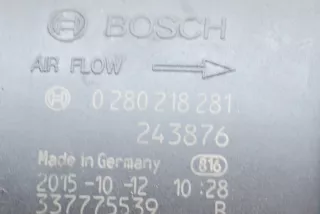 BOSCH
AIR FLOW
0 280 218 281
243876
Made in Germany 816
2015-10-12 10:28
337775539 B